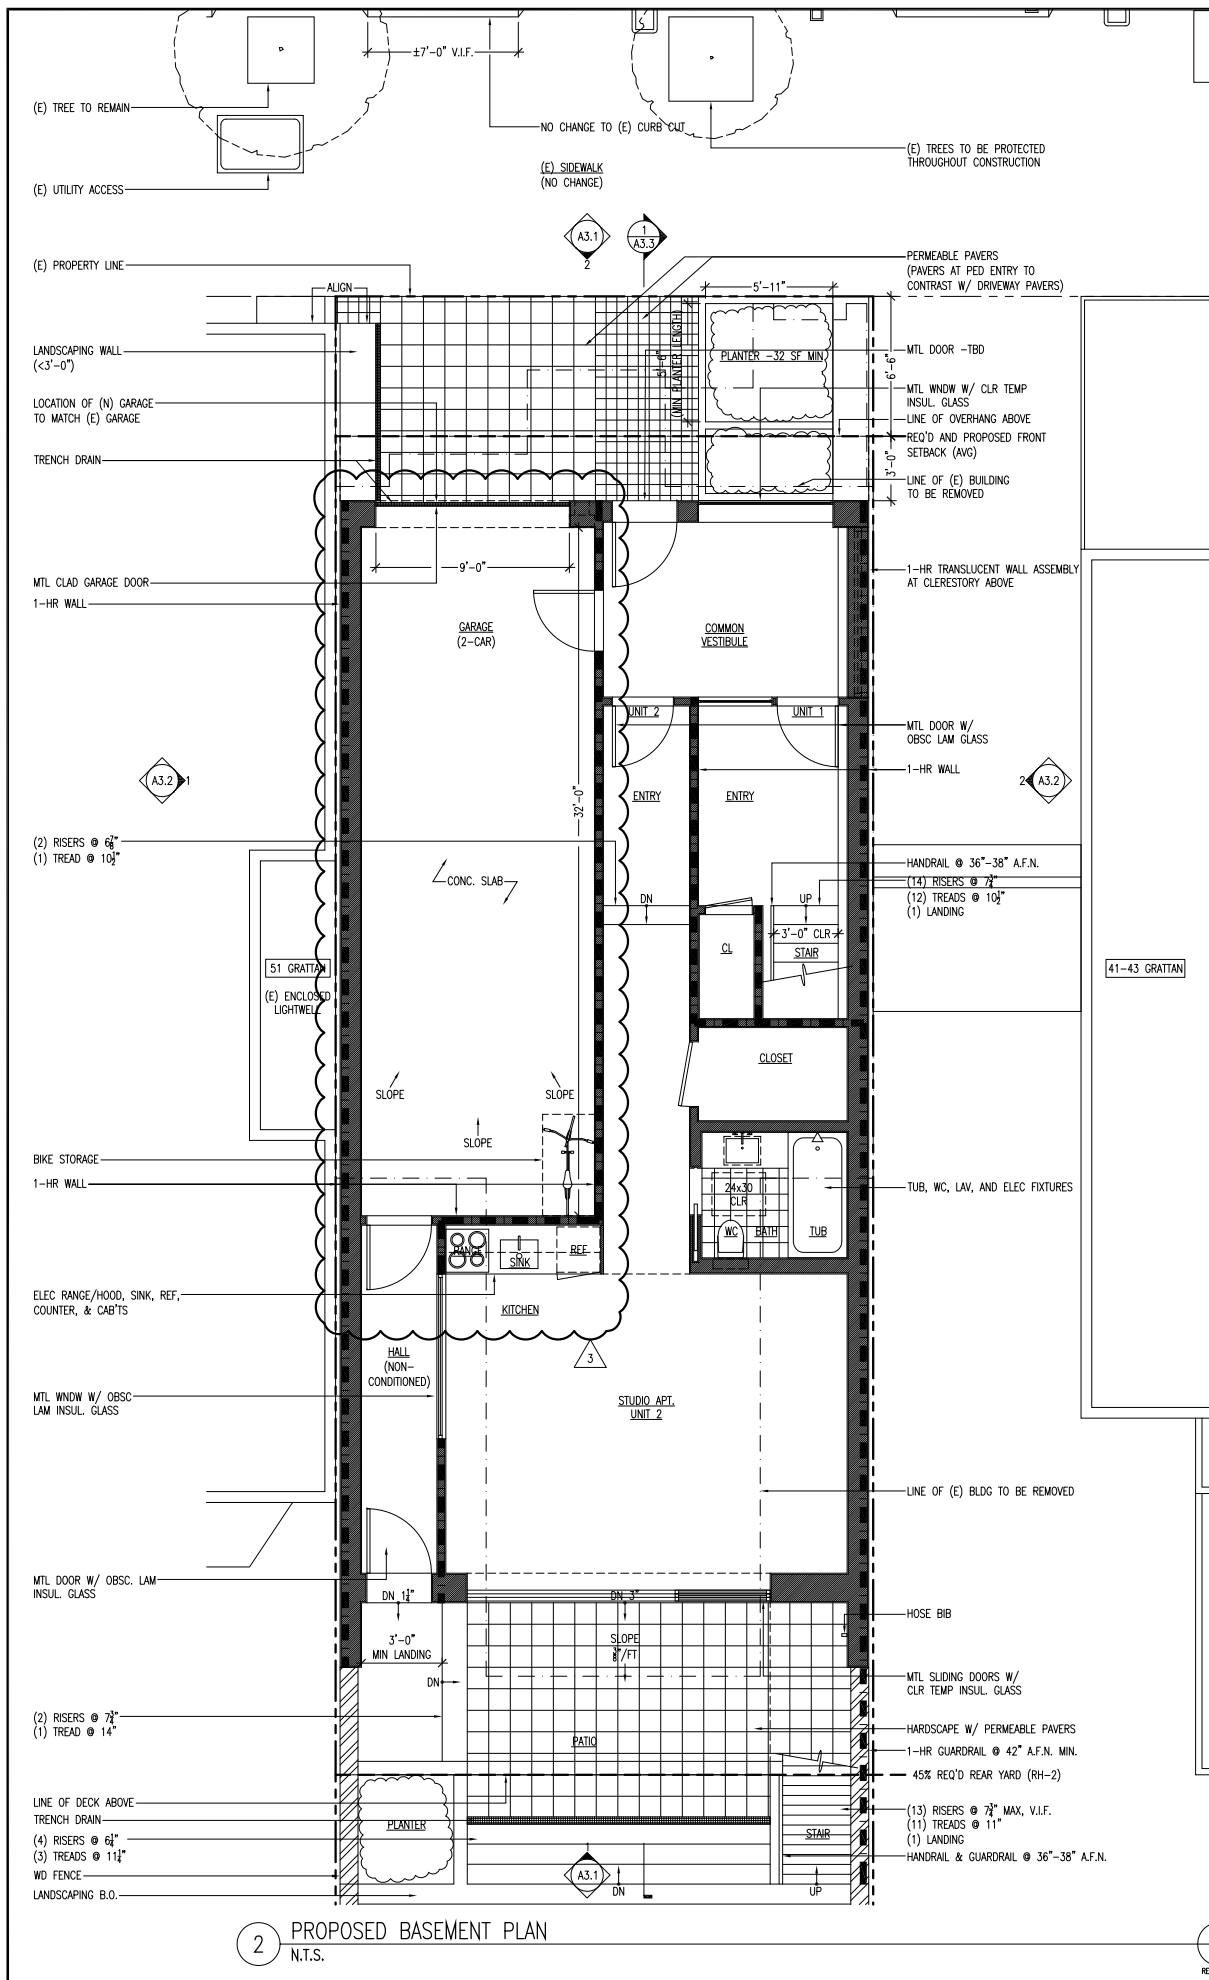 ±7'-0" V.I.F.
(E) TREE TO REMAIN
NO CHANGE TO (E) CURB CUT
(E) TREES TO BE PROTECTED
THROUGHOUT CONSTRUCTION
(E) SIDEWALK
(NO CHANGE)
(E) UTILITY ACCESS
A3.1
2
1
A3.3
(E) PROPERTY LINE
PERMEABLE PAVERS
(PAVERS AT PED ENTRY TO
CONTRAST W/ DRIVEWAY PAVERS)
ALIGN
5'-11"
LANDSCAPING WALL
(<3'-0")
5'-6"
(MIN PLANTER LENGTH)
PLANTER -32 SF MIN
6'-6"
MTL DOOR -TBD
MTL WNDW W/ CLR TEMP
INSUL. GLASS
LOCATION OF (N) GARAGE
TO MATCH (E) GARAGE
LINE OF OVERHANG ABOVE
REQ'D AND PROPOSED FRONT
SETBACK (AVG)
TRENCH DRAIN
3'-0"
LINE OF (E) BUILDING
TO BE REMOVED
MTL CLAD GARAGE DOOR
9'-0"
1-HR TRANSLUCENT WALL ASSEMBLY
AT CLERESTORY ABOVE
1-HR WALL
GARAGE
(2-CAR)
COMMON
VESTIBULE
UNIT 2
UNIT 1
MTL DOOR W/
OBSC LAM GLASS
1-HR WALL
A3.2
1
2
A3.2
ENTRY
ENTRY
32'-0"
(2) RISERS @ 6⅞"
(1) TREAD @ 10½"
CONC. SLAB
HANDRAIL @ 36"-38" A.F.N.
(14) RISERS @ 7¾"
(12) TREADS @ 10½"
(1) LANDING
DN
UP
3'-0" CLR
CL
STAIR
51 GRATTAN
(E) ENCLOSED
LIGHTWELL
41-43 GRATTAN
CLOSET
SLOPE
SLOPE
SLOPE
BIKE STORAGE
1-HR WALL
24x30
CLR
TUB, WC, LAV, AND ELEC FIXTURES
WC
BATH
TUB
RANGE
SINK
REF
ELEC RANGE/HOOD, SINK, REF,
COUNTER, & CAB'TS
KITCHEN
HALL
(NON-
CONDITIONED)
3
MTL WNDW W/ OBSC
LAM INSUL. GLASS
STUDIO APT.
UNIT 2
LINE OF (E) BLDG TO BE REMOVED
MTL DOOR W/ OBSC. LAM
INSUL. GLASS
DN 1¼"
DN 3"
HOSE BIB
3'-0"
MIN LANDING
SLOPE
⅜"/FT
DN
MTL SLIDING DOORS W/
CLR TEMP INSUL. GLASS
(2) RISERS @ 7¾"
(1) TREAD @ 14"
HARDSCAPE W/ PERMEABLE PAVERS
PATIO
1-HR GUARDRAIL @ 42" A.F.N. MIN.
45% REQ'D REAR YARD (RH-2)
LINE OF DECK ABOVE
TRENCH DRAIN
PLANTER
(13) RISERS @ 7¾" MAX, V.I.F.
(11) TREADS @ 11"
(1) LANDING
STAIR
(4) RISERS @ 6¼"
(3) TREADS @ 11¼"
HANDRAIL & GUARDRAIL @ 36"-38" A.F.N.
WD FENCE
1
A3.1
DN
UP
LANDSCAPING B.O.
2
PROPOSED BASEMENT PLAN
N.T.S.